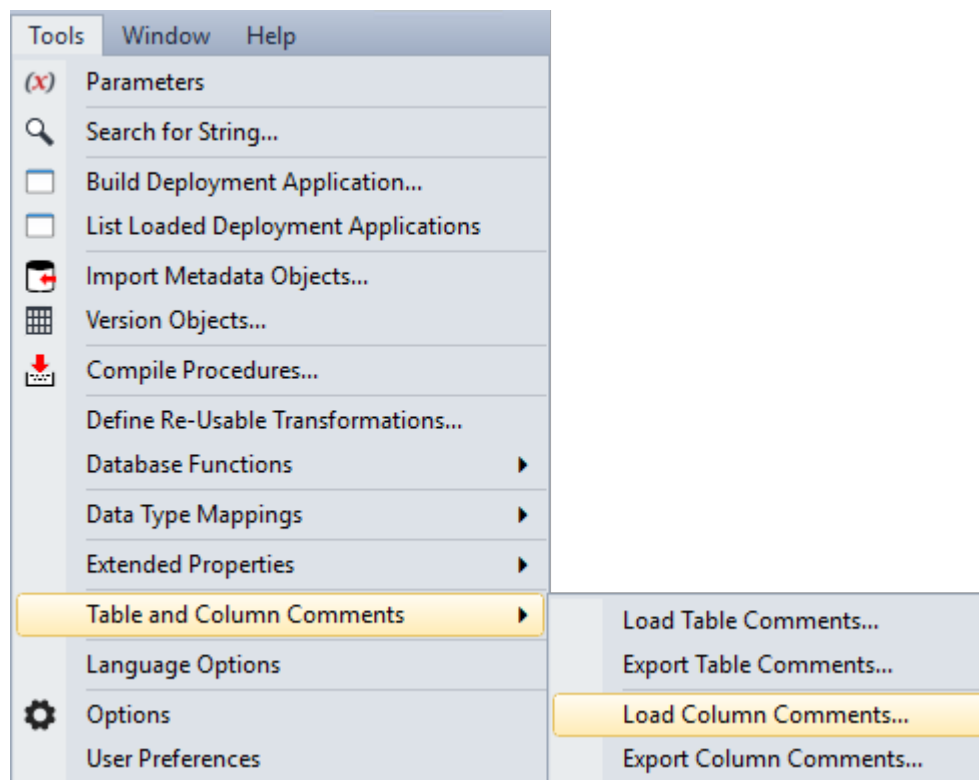 Tools Window Help
(x) Parameters
Search for String...
Build Deployment Application...
List Loaded Deployment Applications
Import Metadata Objects...
Version Objects...
Compile Procedures...
Define Re-Usable Transformations...
Database Functions
Data Type Mappings
Extended Properties
Table and Column Comments
Load Table Comments...
Language Options
Export Table Comments...
Options
Load Column Comments...
User Preferences
Export Column Comments...